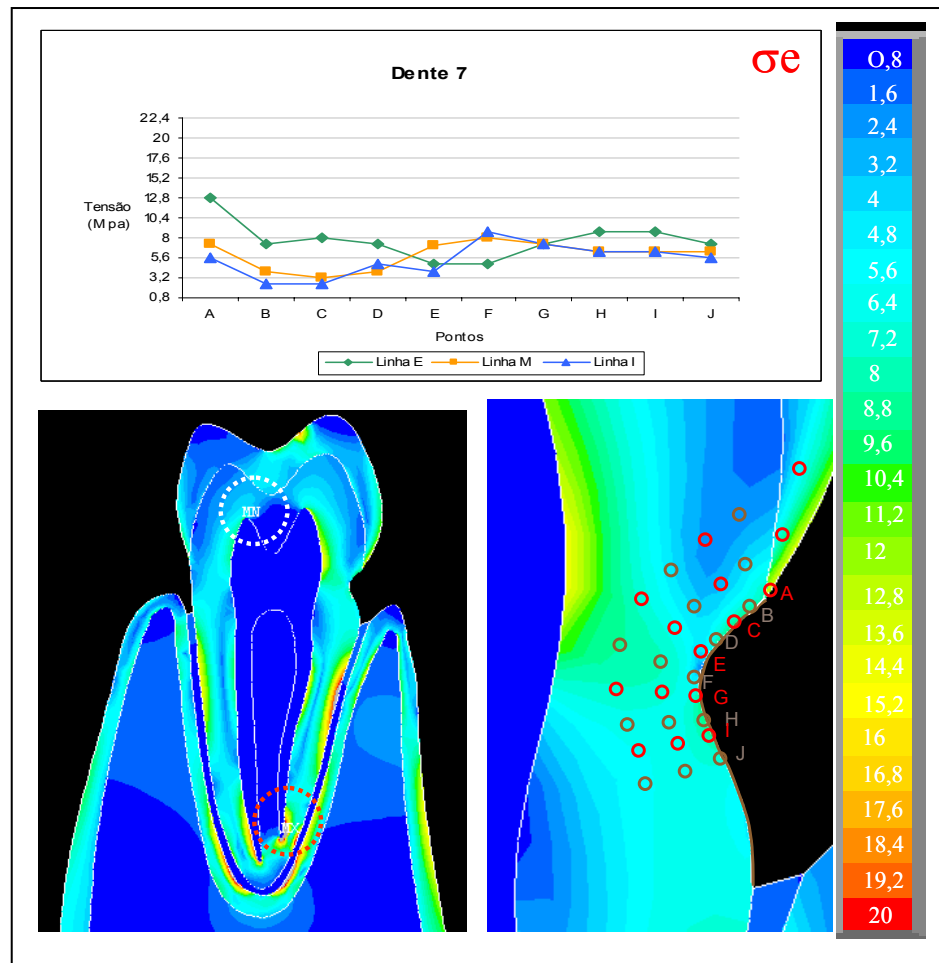 Dente 7
σe
22,4
20
17,6
15,2
12,8
10,4
8
5,6
3,2
0,8
Tensão
(Mpa)
A B C D E F G H I J
Pontos
Linha E Linha M Linha I
MN
MX
A
B
C
D
E
F
G
H
I
J
O,8
1,6
2,4
3,2
4
4,8
5,6
6,4
7,2
8
8,8
9,6
10,4
11,2
12
12,8
13,6
14,4
15,2
16
16,8
17,6
18,4
19,2
20